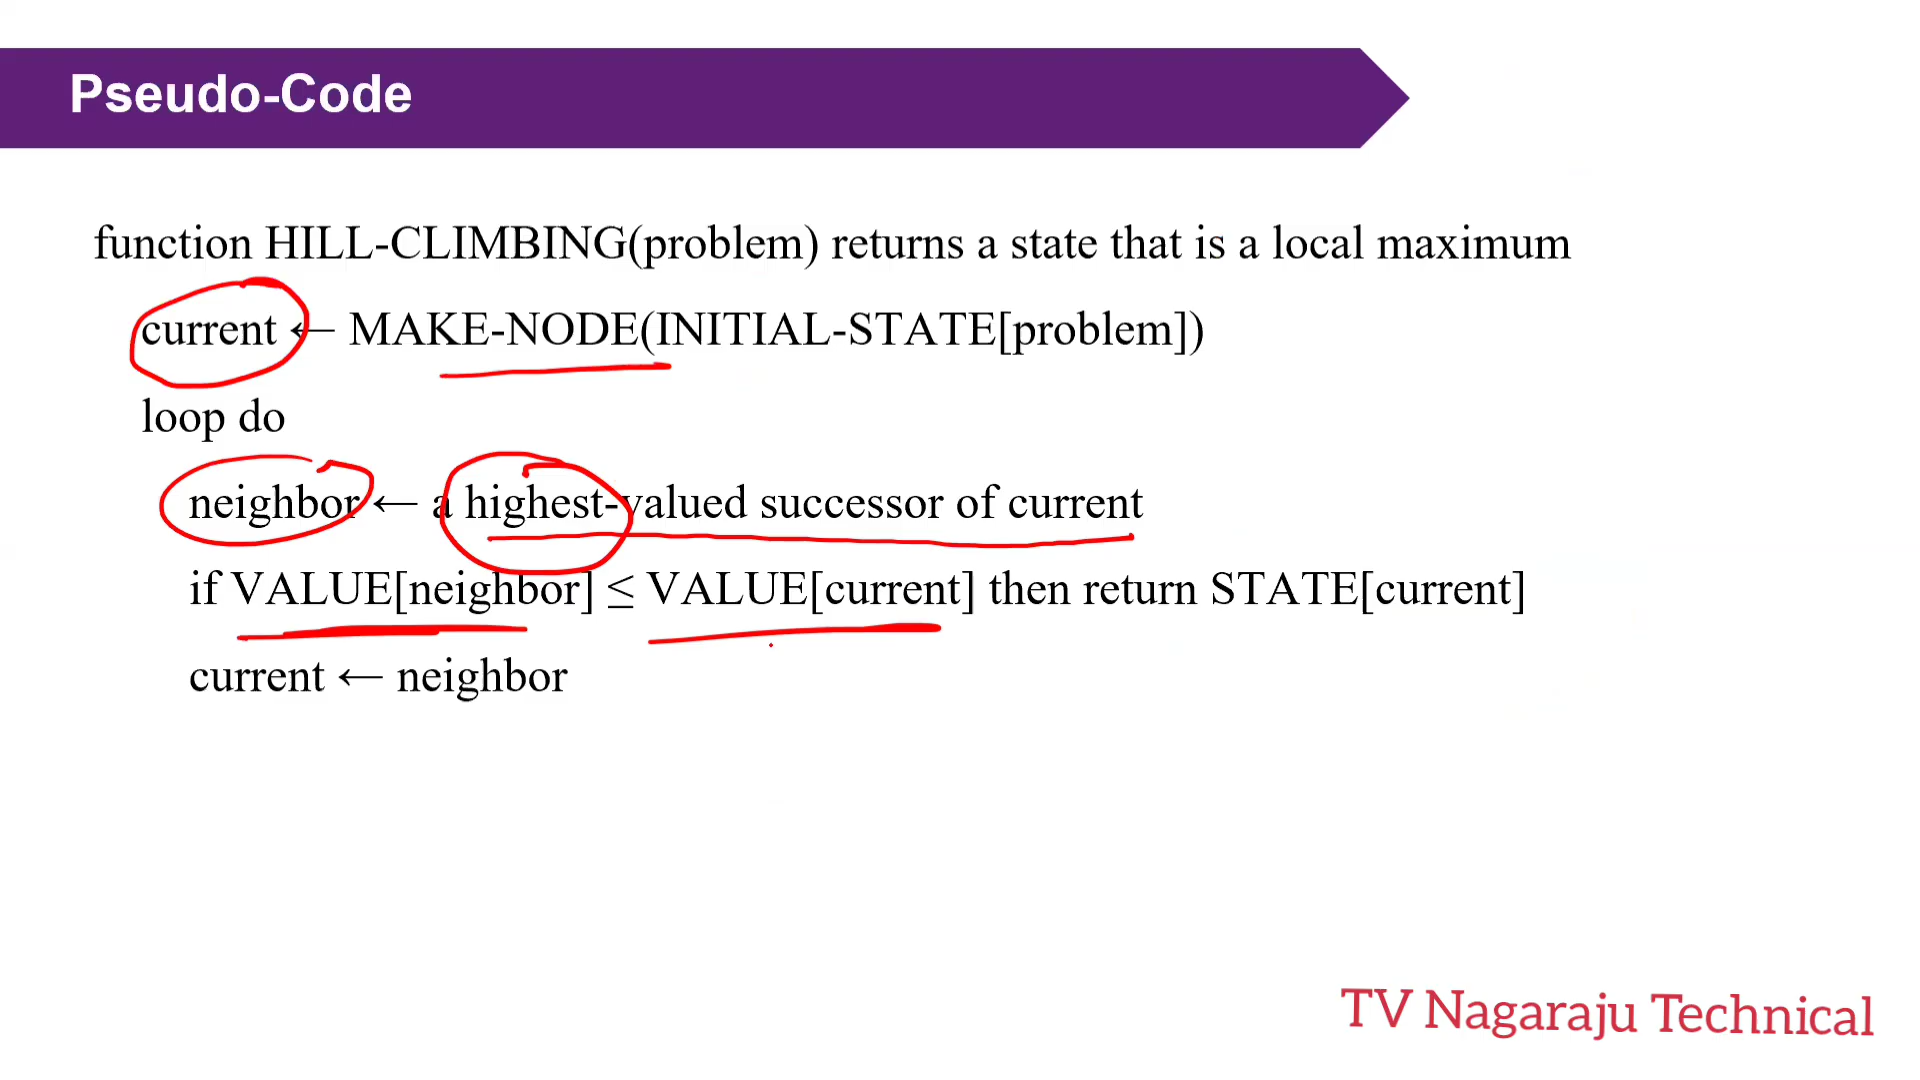 Pseudo-Code
function HILL-CLIMBING(problem) returns a state that is a local maximum
current ← MAKE-NODE(INITIAL-STATE[problem])
loop do
neighbor ← a highest-valued successor of current
if VALUE[neighbor] ≤ VALUE[current] then return STATE[current]
current ← neighbor
TV Nagaraju Technical